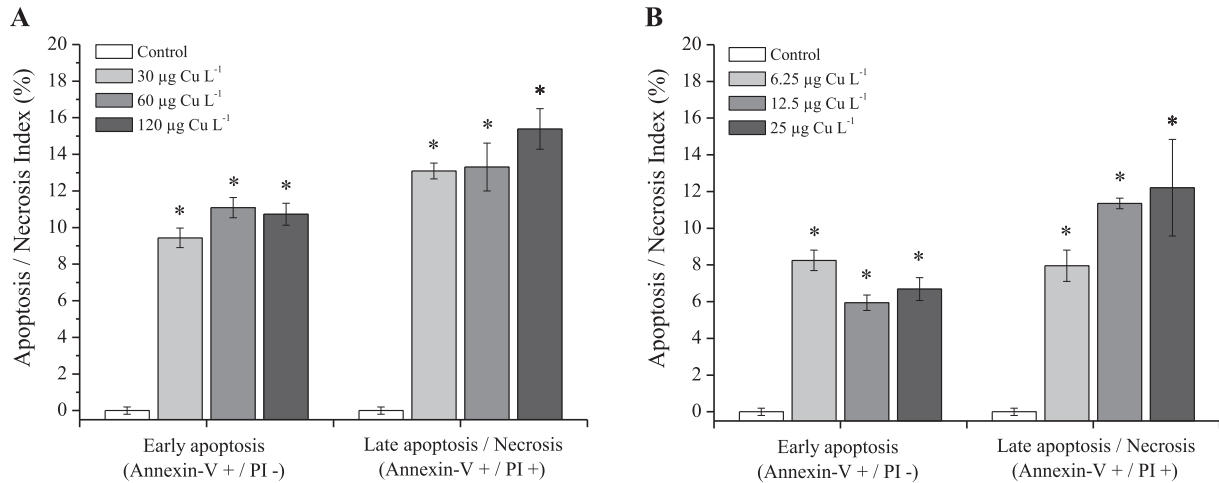 A
Apoptosis / Necrosis Index (%)
20
18
16
14
12
10
8
6
4
2
0
Control
30 µg Cu L⁻¹
60 µg Cu L⁻¹
120 µg Cu L⁻¹
*
*
*
*
*
*
Early apoptosis
(Annexin-V + / PI -)
Late apoptosis / Necrosis
(Annexin-V + / PI +)
B
Apoptosis / Necrosis Index (%)
20
18
16
14
12
10
8
6
4
2
0
Control
6.25 µg Cu L⁻¹
12.5 µg Cu L⁻¹
25 µg Cu L⁻¹
*
*
*
*
*
*
Early apoptosis
(Annexin-V + / PI -)
Late apoptosis / Necrosis
(Annexin-V + / PI +)